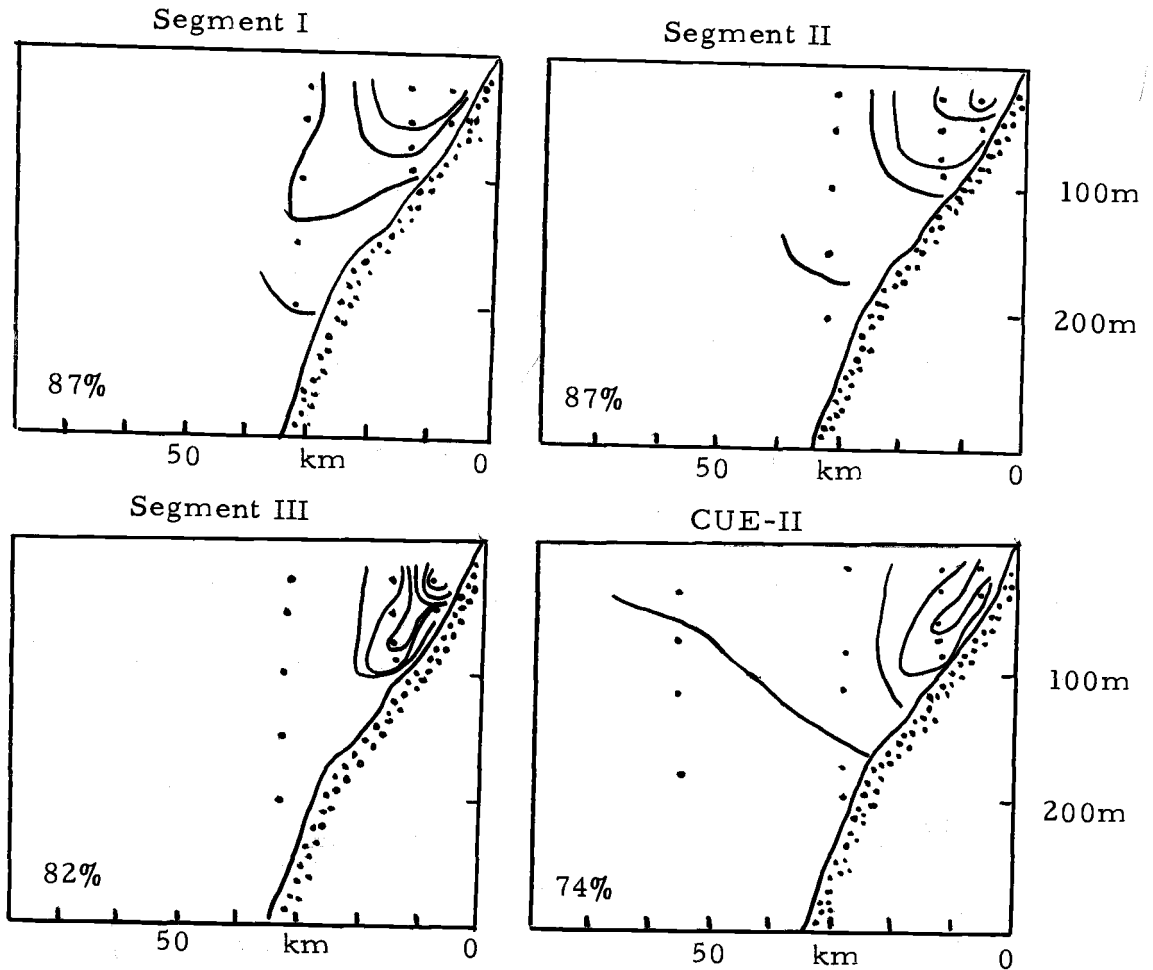 Segment I
Segment II
87%
50 km 0
87%
50 km 0
100m
200m
Segment III
CUE-II
82%
50 km 0
74%
50 km 0
100m
200m